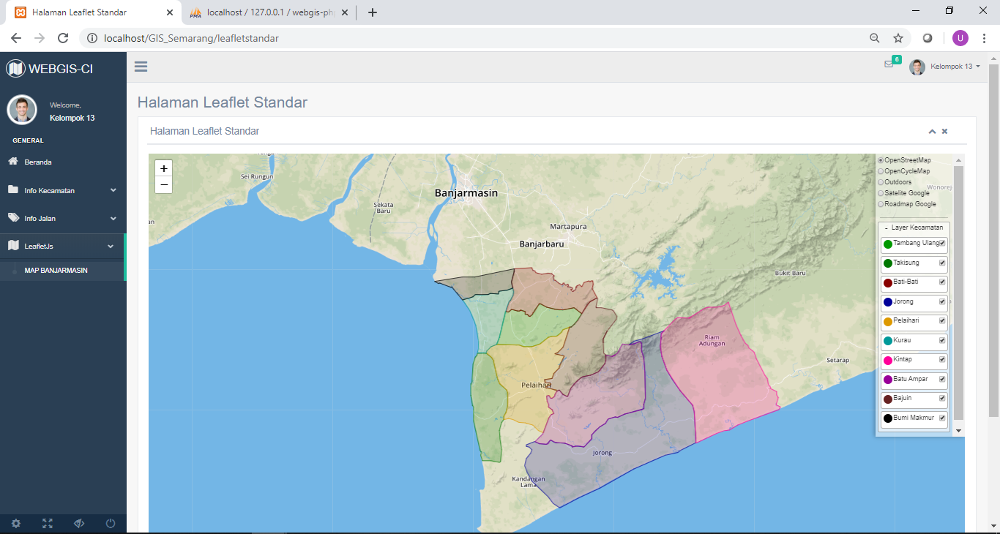 Halaman Leaflet Standar
localhost / 127.0.0.1 / webgis-ph
localhost/GIS_Semarang/leafletstandar
U
WEBGIS-CI
6
Kelompok 13
Welcome,
Kelompok 13
GENERAL
Beranda
Info Kecamatan
Info Jalan
LeafletJs
MAP BANJARMASIN
Halaman Leaflet Standar
Halaman Leaflet Standar
+
−
Sei Rungun
Banjarmasin
Sekata
Baru
Martapura
Banjarbaru
Bukit Baru
Wonorej
an
Riam
Adungan
Setarap
Pelaihari
Jorong
Kandangan
Lama
OpenStreetMap
OpenCycleMap
Outdoors
Satelite Google
Roadmap Google
- Layer Kecamatan
Tambang Ulang
Takisung
Bati-Bati
Jorong
Pelaihari
Kurau
Kintap
Batu Ampar
Bajuin
Bumi Makmur